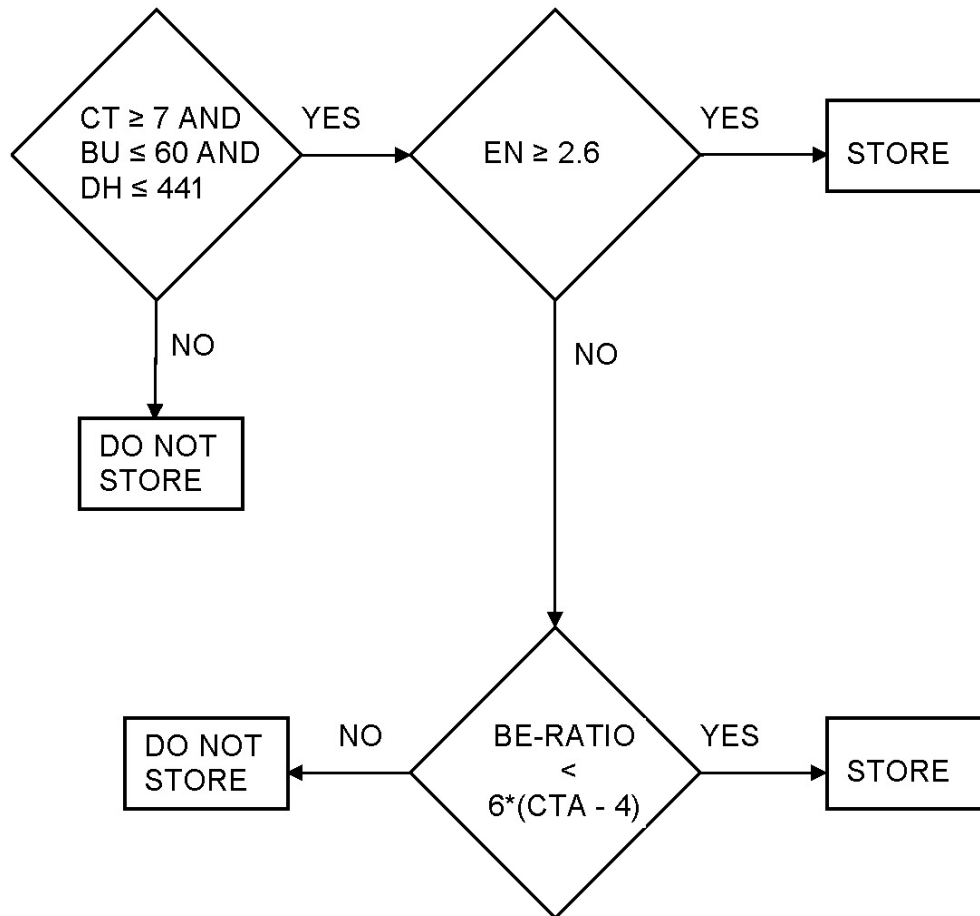 CT ≥ 7 AND
BU ≤ 60 AND
DH ≤ 441
YES
EN ≥ 2.6
YES
STORE
NO
DO NOT
STORE
NO
BE-RATIO
<
6*(CTA - 4)
NO
DO NOT
STORE
YES
STORE